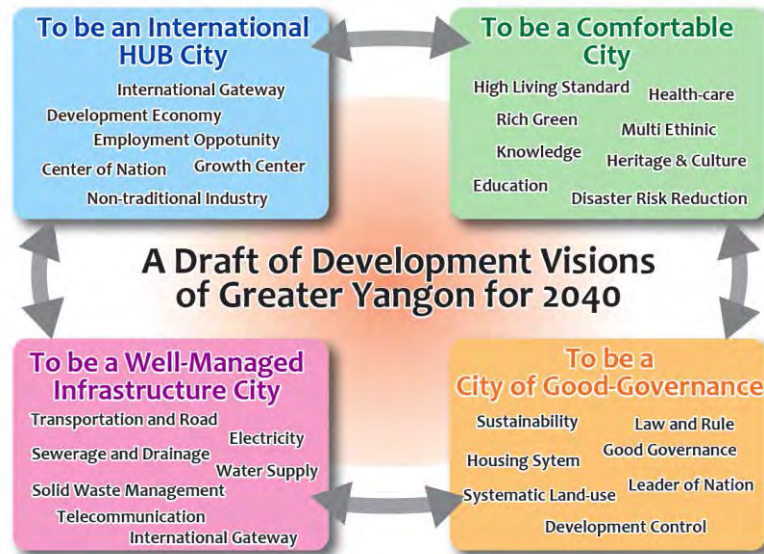 To be an International
HUB City
International Gateway
Development Economy
Employment Oppotunity
Center of Nation
Growth Center
Non-traditional Industry
To be a Comfortable
City
High Living Standard
Health-care
Rich Green
Multi Ethinic
Knowledge
Heritage & Culture
Education
Disaster Risk Reduction
A Draft of Development Visions
of Greater Yangon for 2040
To be a Well-Managed
Infrastructure City
Transportation and Road
Electricity
Sewerage and Drainage
Water Supply
Solid Waste Management
Telecommunication
International Gateway
To be a
City of Good-Governance
Sustainability
Law and Rule
Good Governance
Housing Sytem
Leader of Nation
Systematic Land-use
Development Control